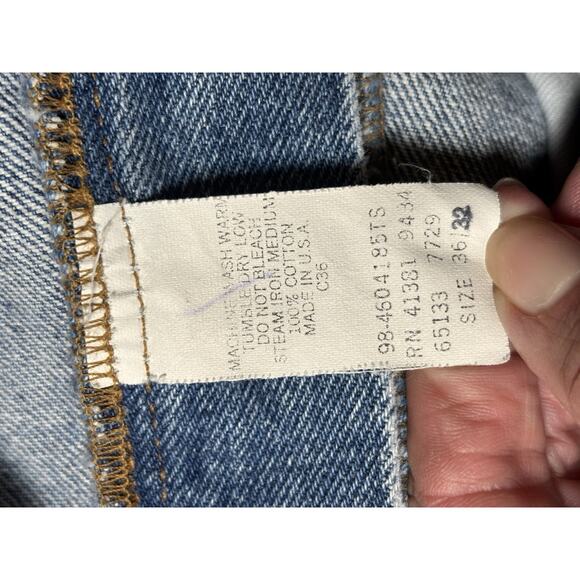 MACHINE WASH WARM
TUMBLE DRY LOW
DO NOT BLEACH
STEAM IRON MEDIUM
100% COTTON
MADE IN U.S.A.
C36
98-4604185TS
RN 41381 9434
65133 7729
SIZE 36/32